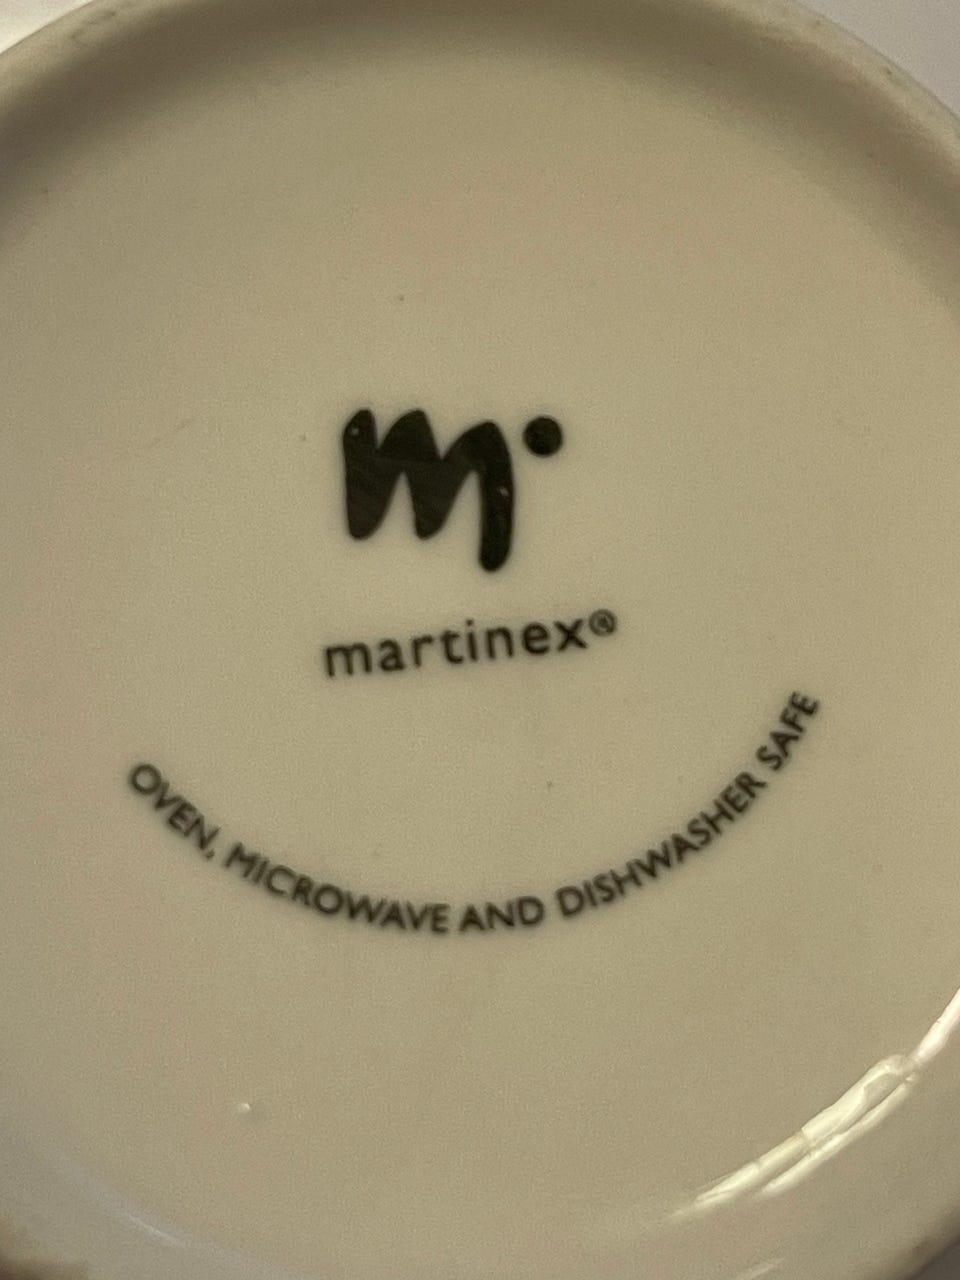 m
martinex®
OVEN, MICROWAVE AND DISHWASHER SAFE